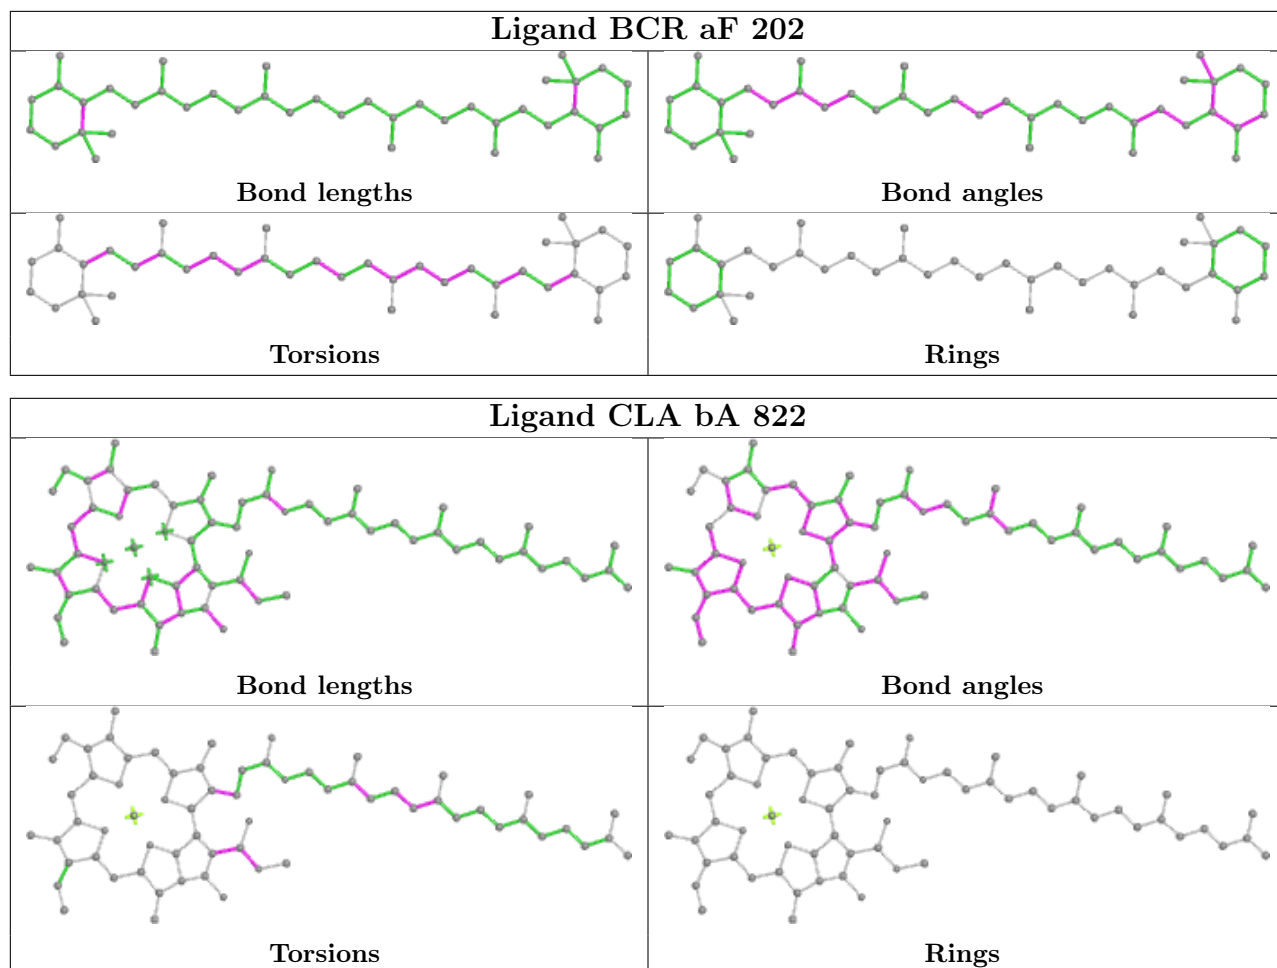 Ligand BCR aF 202
Bond lengths
Bond angles
Torsions
Rings
Ligand CLA bA 822
Bond lengths
Bond angles
Torsions
Rings